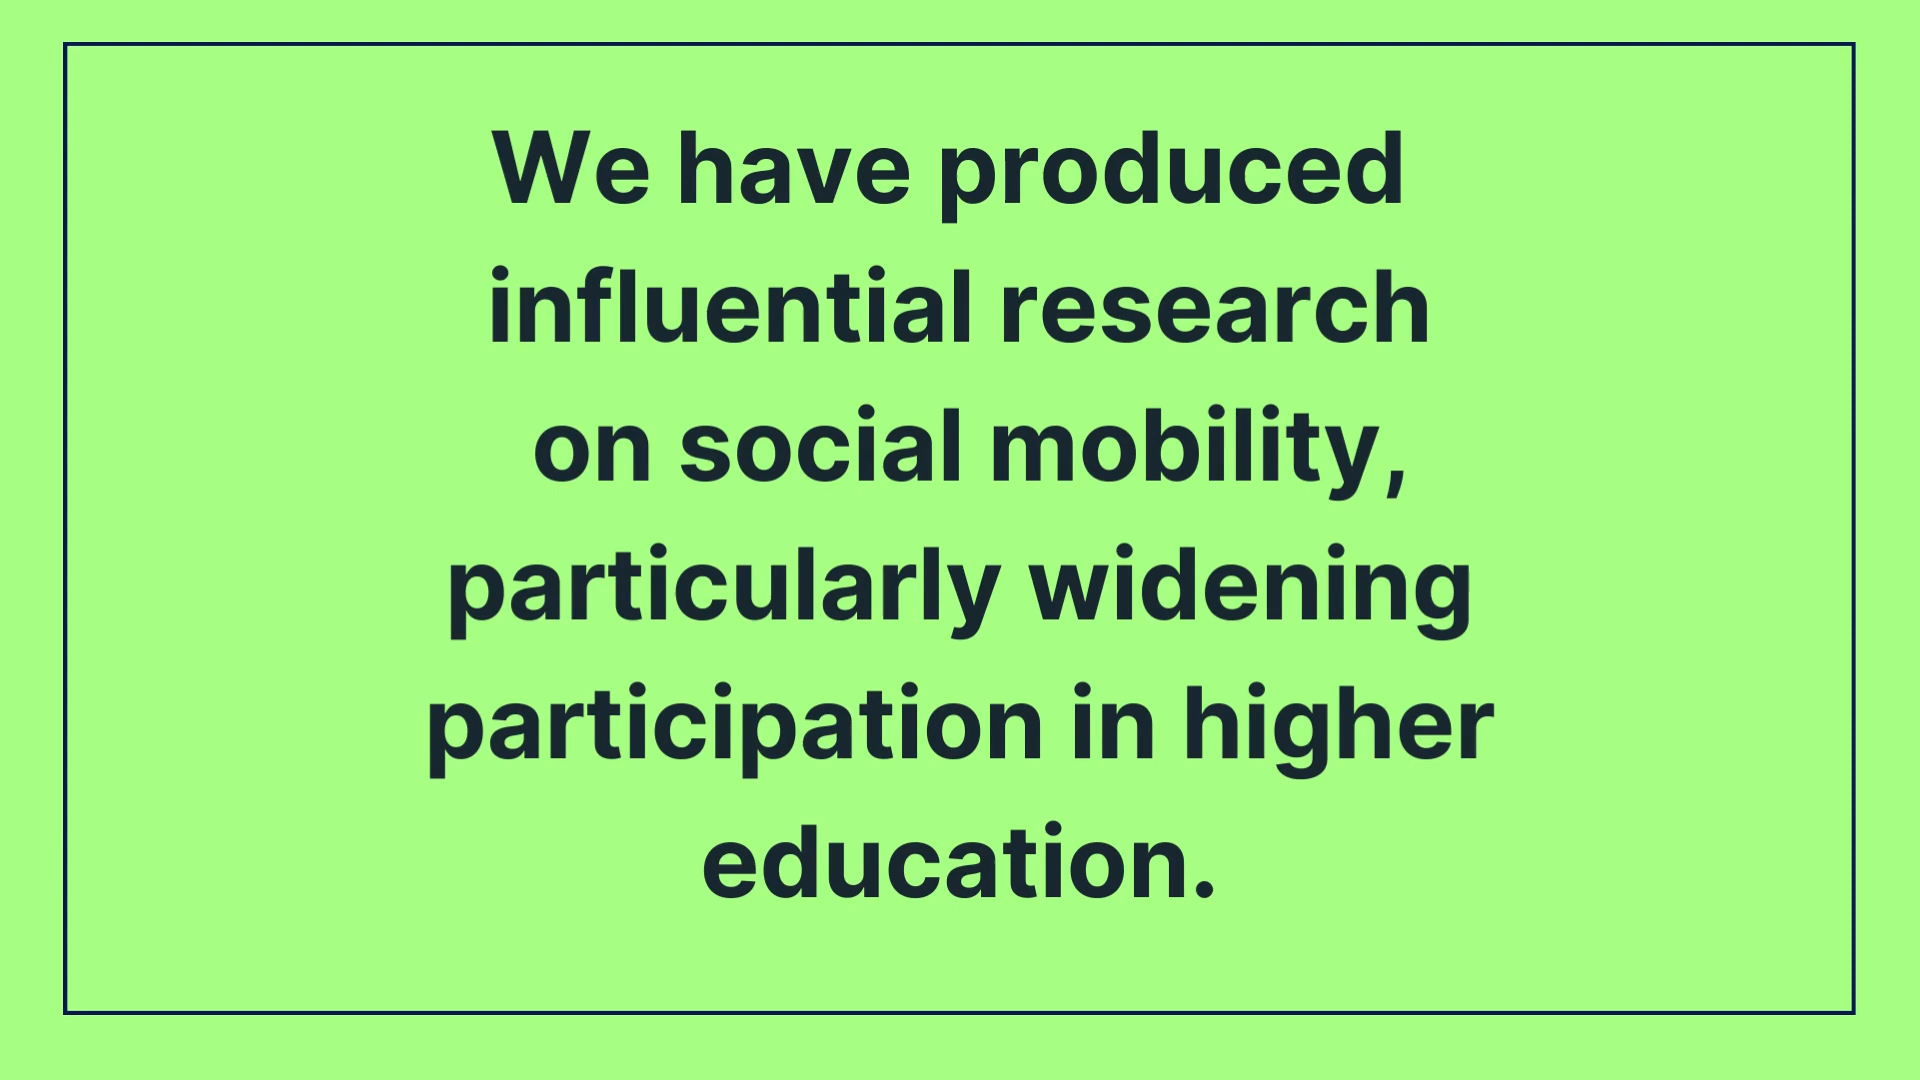 We have produced
influential research
on social mobility,
particularly widening
participation in higher
education.